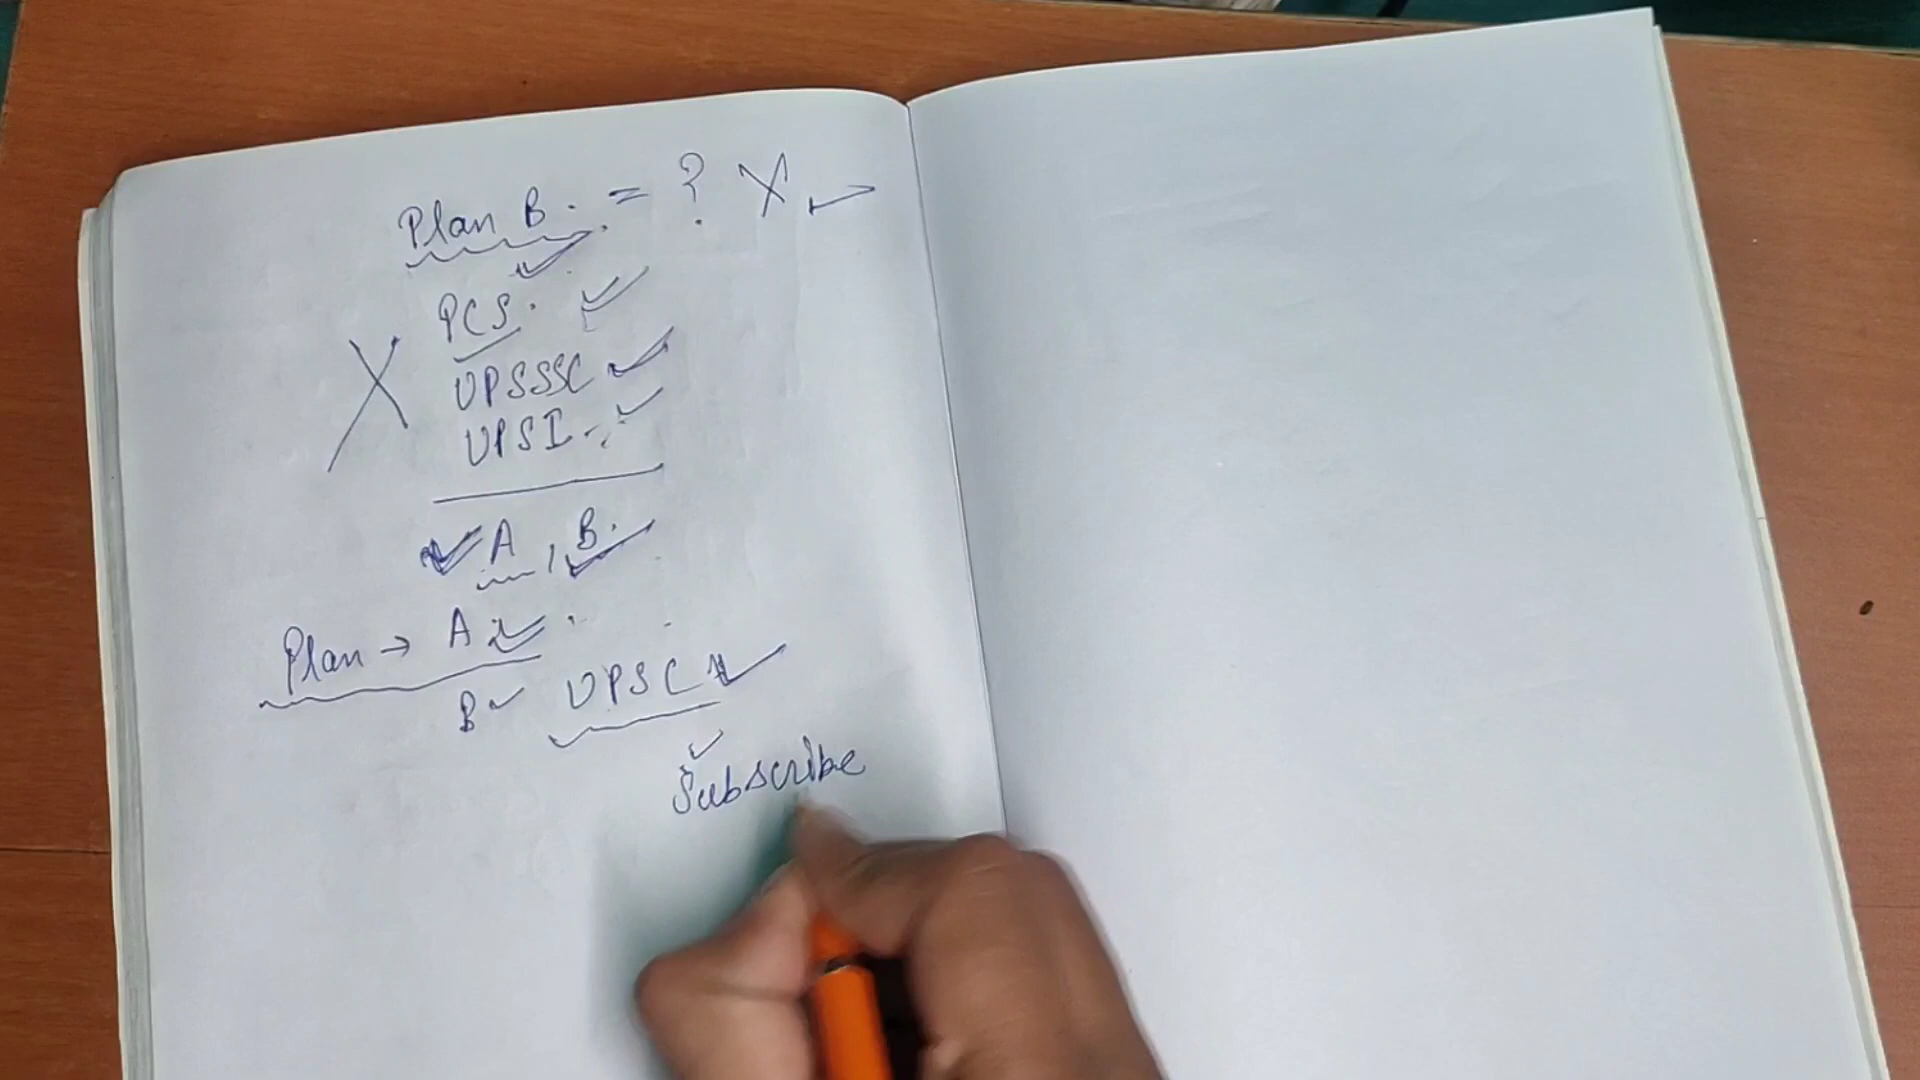 Plan B. = ? X
PCS.
X
UPSSSC
UPSI
A, B.
Plan → A
B UPSC
Subscribe